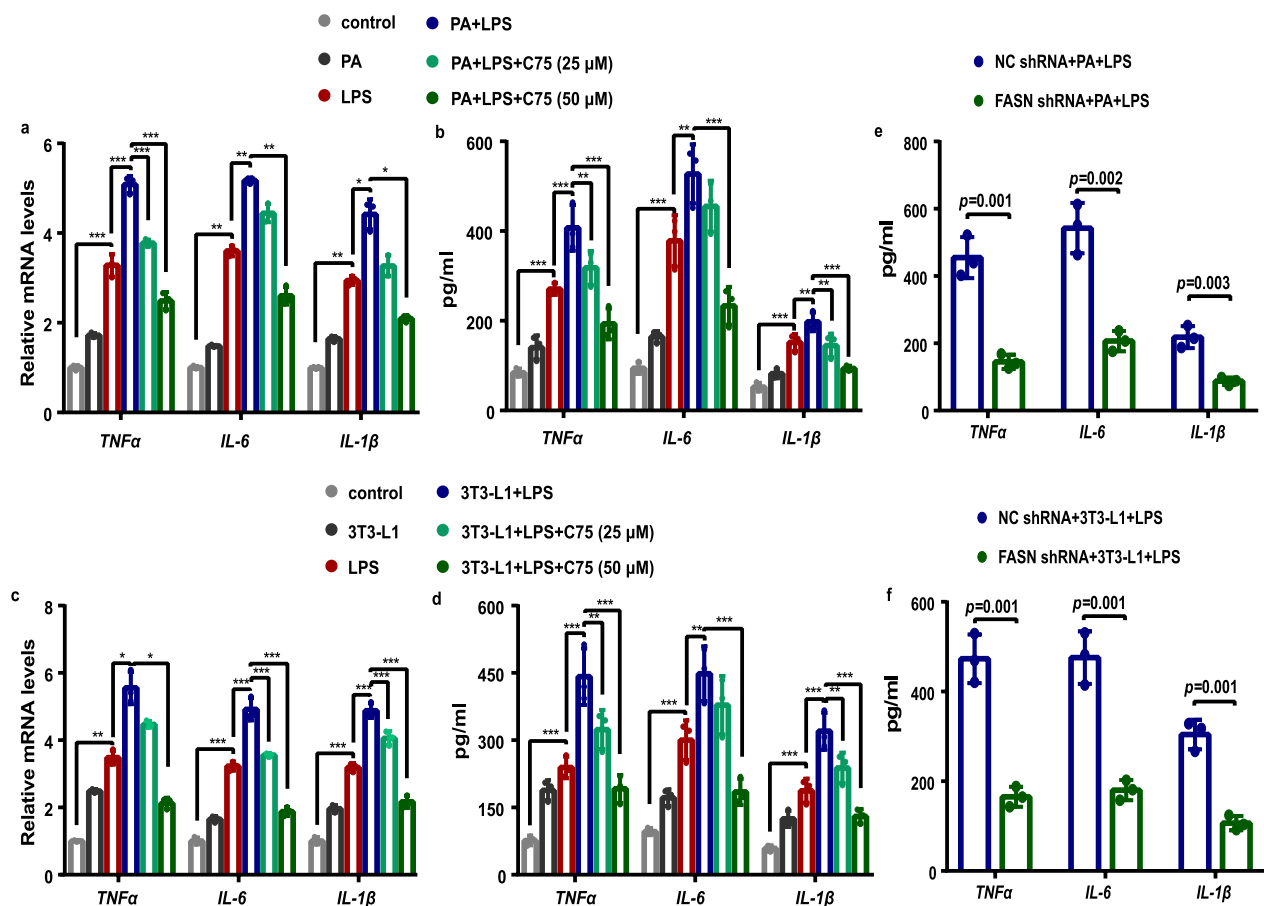 control
PA
LPS
PA+LPS
PA+LPS+C75 (25 µM)
PA+LPS+C75 (50 µM)
NC shRNA+PA+LPS
FASN shRNA+PA+LPS
a
Relative mRNA levels
6
4
2
0
*** *** *** ***
** ** **
** * *
TNFα IL-6 IL-1β
b
pg/ml
600
400
200
0
*** *** ** ***
*** ** ***
*** ** ** ***
TNFα IL-6 IL-1β
e
pg/ml
800
600
400
200
0
p=0.001
p=0.002
p=0.003
TNFα IL-6 IL-1β
control
3T3-L1
LPS
3T3-L1+LPS
3T3-L1+LPS+C75 (25 µM)
3T3-L1+LPS+C75 (50 µM)
NC shRNA+3T3-L1+LPS
FASN shRNA+3T3-L1+LPS
c
Relative mRNA levels
8
6
4
2
0
** * *
*** *** *** ***
*** *** *** ***
TNFα IL-6 IL-1β
d
pg/ml
600
450
300
150
0
*** *** ** ***
*** ** ***
*** *** ** ***
TNFα IL-6 IL-1β
f
pg/ml
600
400
200
0
p=0.001
p=0.001
p=0.001
TNFα IL-6 IL-1β